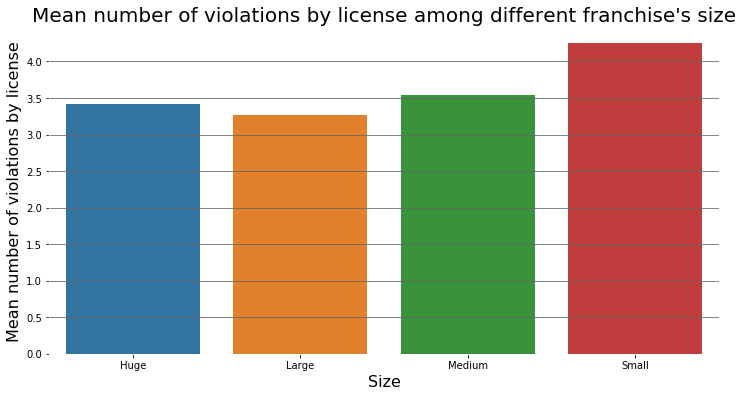 Mean number of violations by license among different franchise's size
Mean number of violations by license
4.0
3.5
3.0
2.5
2.0
1.5
1.0
0.5
0.0
Huge Large Medium Small
Size